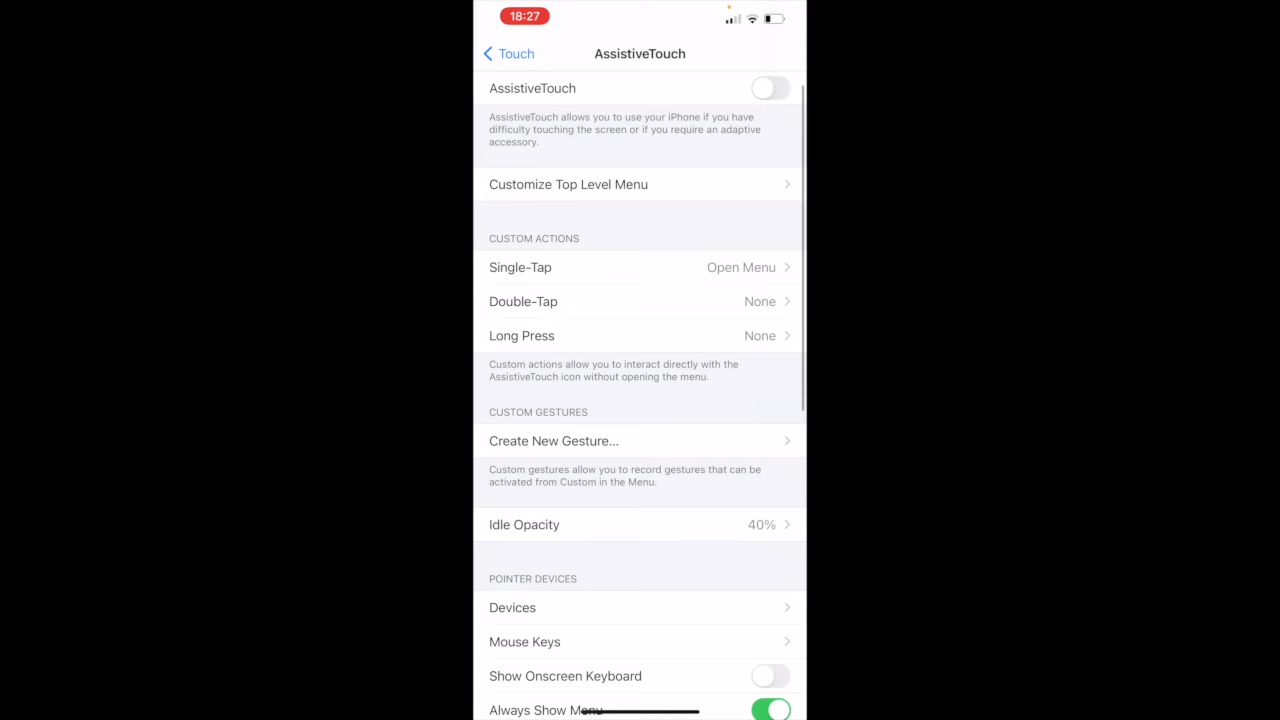 18:27
Touch
AssistiveTouch
AssistiveTouch
AssistiveTouch allows you to use your iPhone if you have
difficulty touching the screen or if you require an adaptive
accessory.
Customize Top Level Menu
CUSTOM ACTIONS
Single-Tap Open Menu
Double-Tap None
Long Press None
Custom actions allow you to interact directly with the
AssistiveTouch icon without opening the menu.
CUSTOM GESTURES
Create New Gesture...
Custom gestures allow you to record gestures that can be
activated from Custom in the Menu.
Idle Opacity 40%
POINTER DEVICES
Devices
Mouse Keys
Show Onscreen Keyboard
Always Show Menu